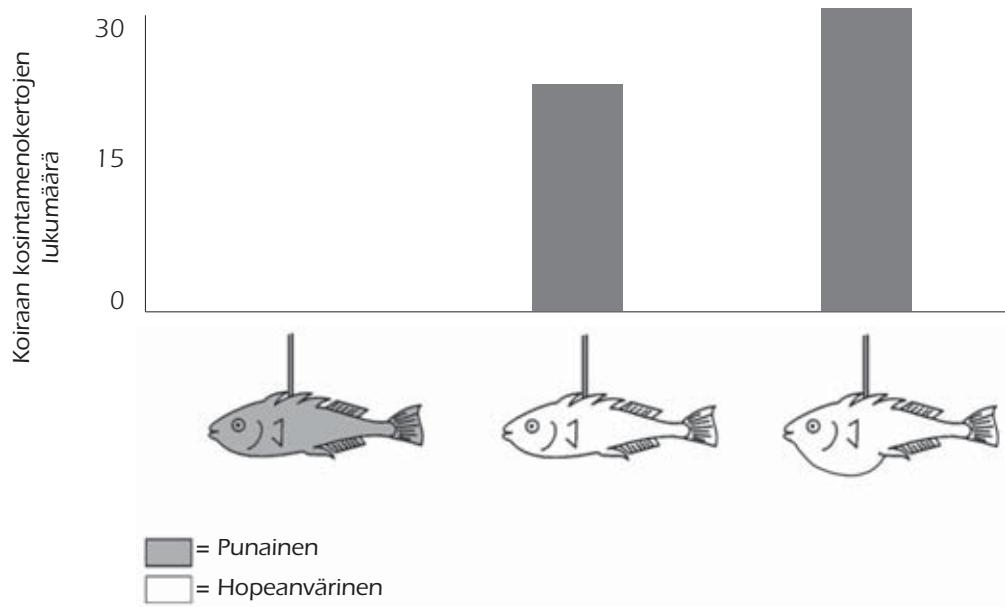 Koiraan kosintamenokertojen
lukumäärä
30
15
0
= Punainen
= Hopeanvärinen